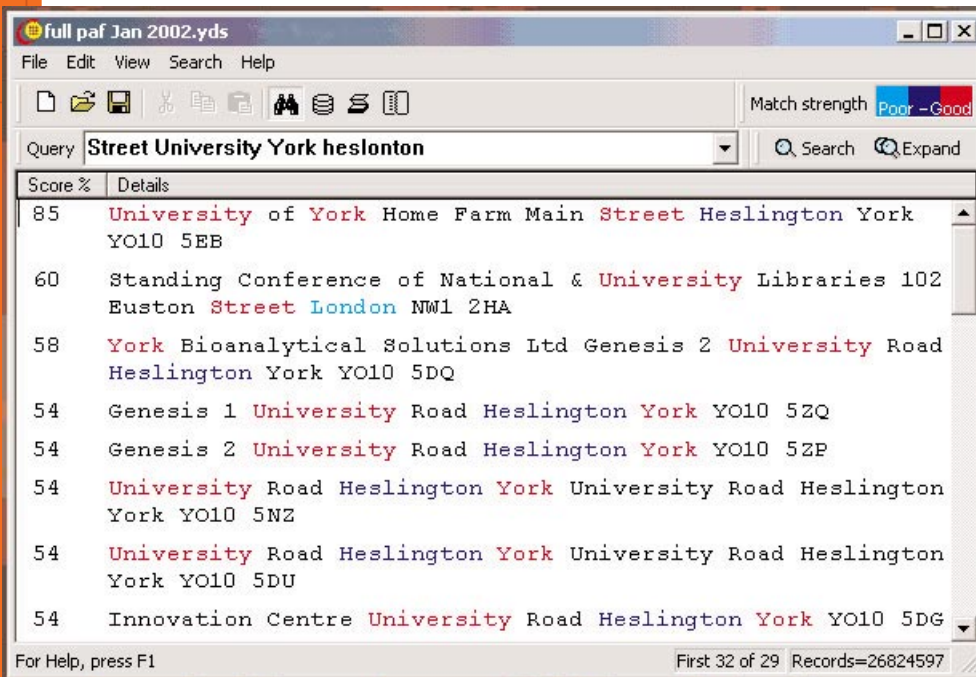 full paf Jan 2002.yds
File Edit View Search Help
Match strength Poor - Good
Query Street University York heslonton Search Expand
Score % Details
85 University of York Home Farm Main Street Heslington York
YO10 5EB
60 Standing Conference of National & University Libraries 102
Euston Street London NW1 2HA
58 York Bioanalytical Solutions Ltd Genesis 2 University Road
Heslington York YO10 5DQ
54 Genesis 1 University Road Heslington York YO10 5ZQ
54 Genesis 2 University Road Heslington York YO10 5ZP
54 University Road Heslington York University Road Heslington
York YO10 5NZ
54 University Road Heslington York University Road Heslington
York YO10 5DU
54 Innovation Centre University Road Heslington York YO10 5DG
For Help, press F1 First 32 of 29 Records=26824597